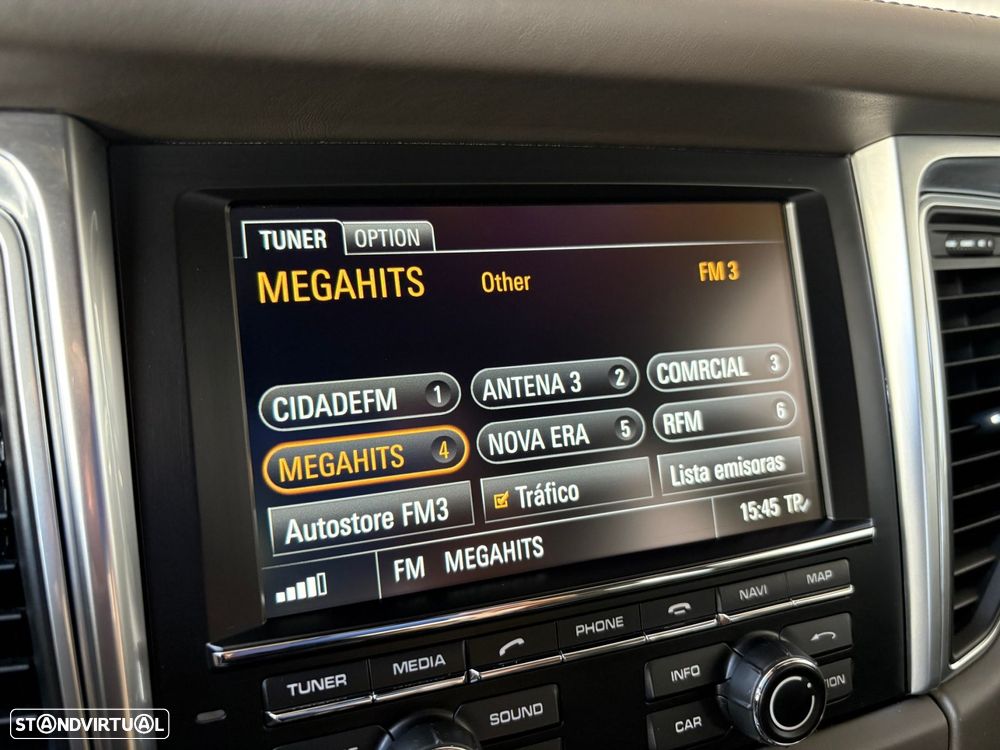 TUNER OPTION
MEGAHITS Other FM 3
CIDADEFM 1 ANTENA 3 2 COMRCIAL 3
MEGAHITS 4 NOVA ERA 5 RFM 6
Autostore FM3 Tráfico Lista emisoras
FM MEGAHITS 15:45 TP
TUNER MEDIA PHONE NAVI MAP
SOUND INFO
CAR
STANDVIRTUAL